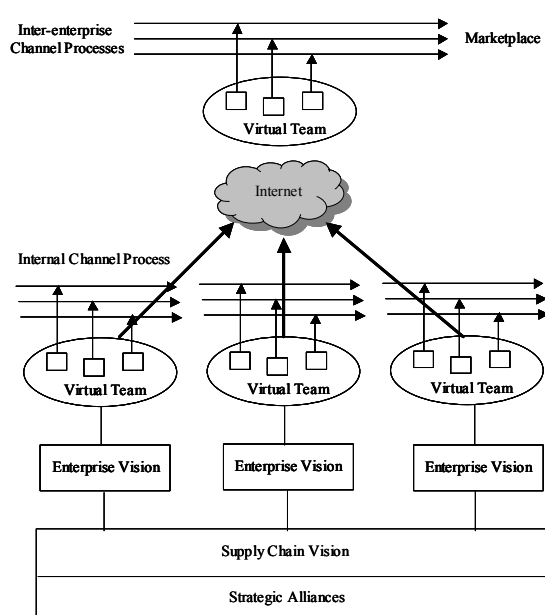 Inter-enterprise
Channel Processes
Marketplace
Virtual Team
Internet
Internal Channel Process
Virtual Team
Virtual Team
Virtual Team
Enterprise Vision
Enterprise Vision
Enterprise Vision
Supply Chain Vision
Strategic Alliances